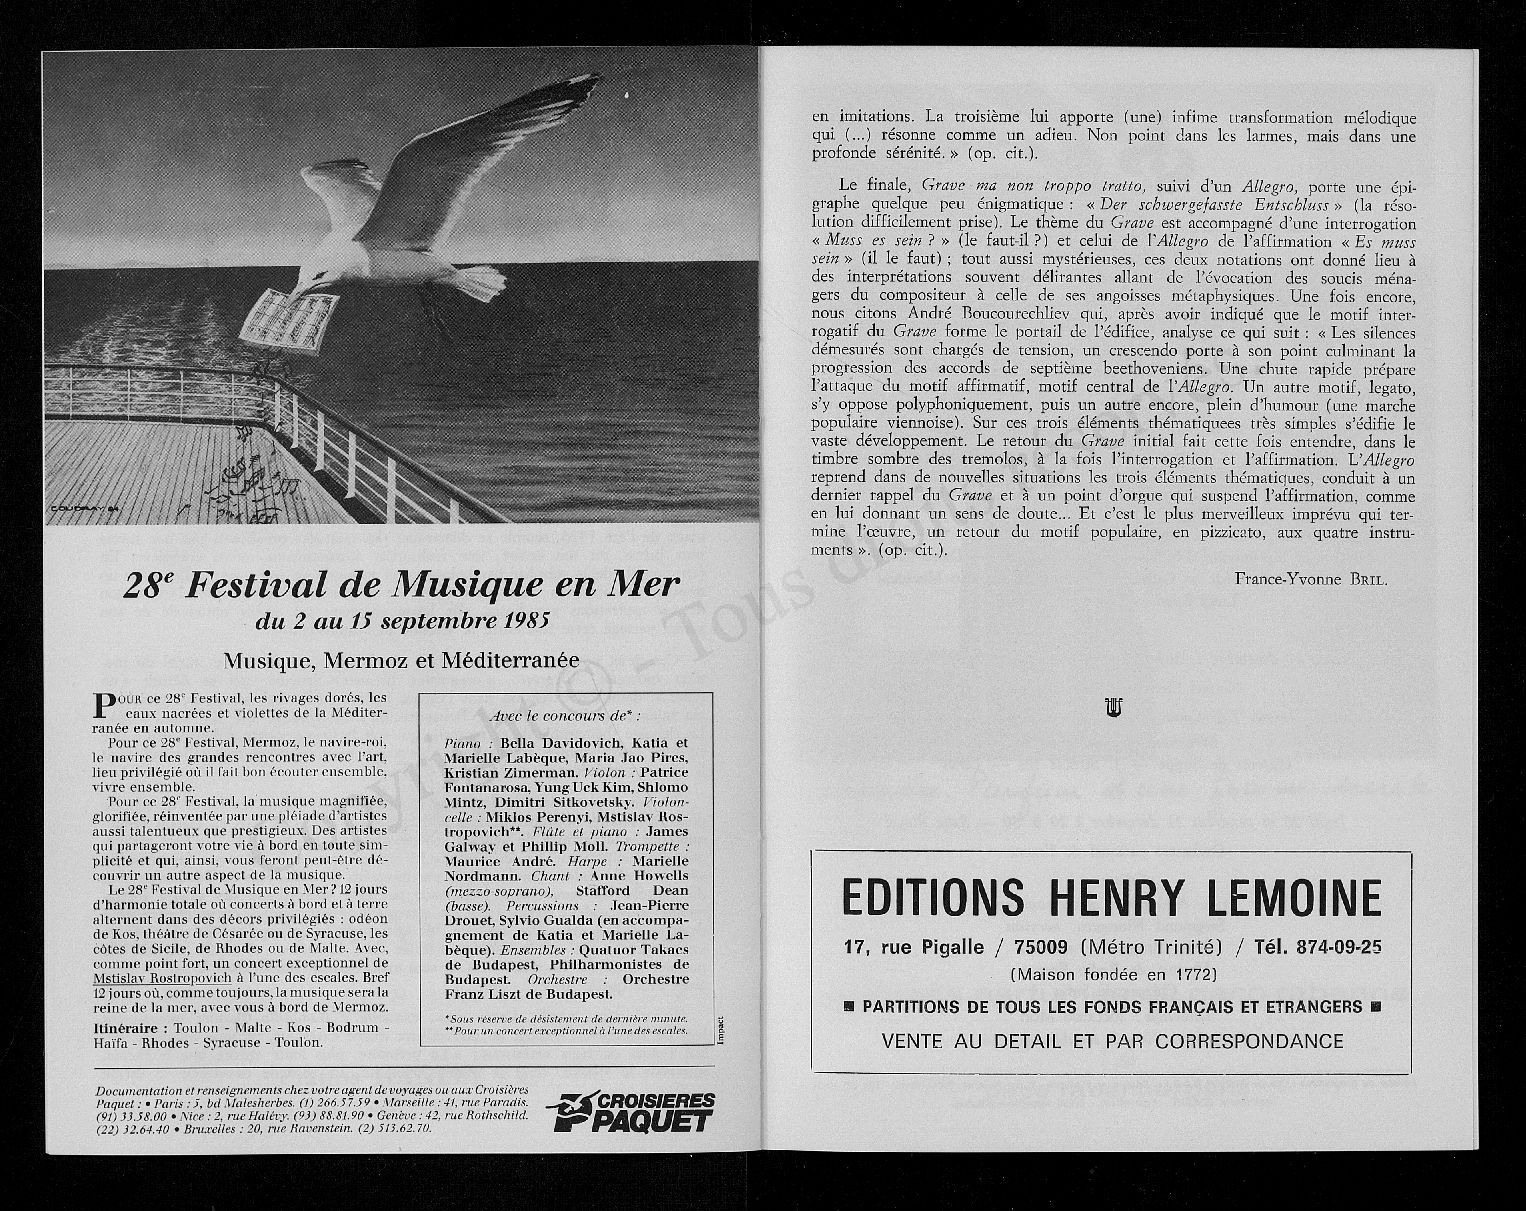 COUDRAY 84
28e Festival de Musique en Mer
du 2 au 15 septembre 1985
Musique, Mermoz et Méditerranée
POUR ce 28e Festival, les rivages dorés, les
eaux nacrées et violettes de la Méditer-
ranée en automne.
Pour ce 28e Festival, Mermoz, le navire-roi,
le navire des grandes rencontres avec l'art,
lieu privilégié où il fait bon écouter ensemble,
vivre ensemble.
Pour ce 28e Festival, la musique magnifiée,
glorifiée, réinventée par une pléiade d'artistes
aussi talentueux que prestigieux. Des artistes
qui partageront votre vie à bord en toute sim-
plicité et qui, ainsi, vous feront peut-être dé-
couvrir un autre aspect de la musique.
Le 28e Festival de Musique en Mer ? 12 jours
d'harmonie totale où concerts à bord et à terre
alternent dans des décors privilégiés : odéon
de Kos, théâtre de Césarée ou de Syracuse, les
côtes de Sicile, de Rhodes ou de Malte. Avec,
comme point fort, un concert exceptionnel de
Mstislav Rostropovich à l'une des escales. Bref
12 jours où, comme toujours, la musique sera la
reine de la mer, avec vous à bord de Mermoz.
Itinéraire : Toulon - Malte - Kos - Bodrum -
Haïfa - Rhodes - Syracuse - Toulon.
Avec le concours de* :
Piano : Bella Davidovich, Katia et
Marielle Labèque, Maria Jao Pires,
Kristian Zimerman. Violon : Patrice
Fontanarosa, Yung Uck Kim, Shlomo
Mintz, Dimitri Sitkovetsky. Violon-
celle : Miklos Perenyi, Mstislav Ros-
tropovich**. Flûte et piano : James
Galway et Phillip Moll. Trompette :
Maurice André. Harpe : Marielle
Nordmann. Chant : Anne Howells
(mezzo-soprano), Stafford Dean
(basse). Percussions : Jean-Pierre
Drouet, Sylvio Gualda (en accompa-
gnement de Katia et Marielle La-
bèque). Ensembles : Quatuor Takacs
de Budapest, Philharmonistes de
Budapest. Orchestre : Orchestre
Franz Liszt de Budapest.
*Sous réserve de désistement de dernière minute.
**Pour un concert exceptionnel à l'une des escales.
Impact
Documentation et renseignements chez votre agent de voyages ou aux Croisières
Paquet : • Paris : 5, bd Malesherbes. (1) 266.57.59 • Marseille : 41, rue Paradis.
(91) 33.58.00 • Nice : 2, rue Halévy. (93) 88.81.90 • Genève : 42, rue Rothschild.
(22) 32.64.40 • Bruxelles : 20, rue Ravenstein. (2) 513.62.70.
CROISIERES
PAQUET
en imitations. La troisième lui apporte (une) infime transformation mélodique
qui (...) résonne comme un adieu. Non point dans les larmes, mais dans une
profonde sérénité. » (op. cit.).
Le finale, Grave ma non troppo tratto, suivi d'un Allegro, porte une épi-
graphe quelque peu énigmatique : « Der schwergefasste Entschluss » (la réso-
lution difficilement prise). Le thème du Grave est accompagné d'une interrogation
« Muss es sein ? » (le faut-il ?) et celui de l'Allegro de l'affirmation « Es muss
sein » (il le faut) ; tout aussi mystérieuses, ces deux notations ont donné lieu à
des interprétations souvent délirantes allant de l'évocation des soucis ména-
gers du compositeur à celle de ses angoisses métaphysiques. Une fois encore,
nous citons André Boucourechliev qui, après avoir indiqué que le motif inter-
rogatif du Grave forme le portail de l'édifice, analyse ce qui suit : « Les silences
démesurés sont chargés de tension, un crescendo porte à son point culminant la
progression des accords de septième beethoveniens. Une chute rapide prépare
l'attaque du motif affirmatif, motif central de l'Allegro. Un autre motif, legato,
s'y oppose polyphoniquement, puis un autre encore, plein d'humour (une marche
populaire viennoise). Sur ces trois éléments thématiquees très simples s'édifie le
vaste développement. Le retour du Grave initial fait cette fois entendre, dans le
timbre sombre des tremolos, à la fois l'interrogation et l'affirmation. L'Allegro
reprend dans de nouvelles situations les trois éléments thématiques, conduit à un
dernier rappel du Grave et à un point d'orgue qui suspend l'affirmation, comme
en lui donnant un sens de doute... Et c'est le plus merveilleux imprévu qui ter-
mine l'œuvre, un retour du motif populaire, en pizzicato, aux quatre instru-
ments ». (op. cit.).
France-Yvonne BRIL.
EDITIONS HENRY LEMOINE
17, rue Pigalle / 75009 (Métro Trinité) / Tél. 874-09-25
(Maison fondée en 1772)
■ PARTITIONS DE TOUS LES FONDS FRANÇAIS ET ETRANGERS ■
VENTE AU DETAIL ET PAR CORRESPONDANCE